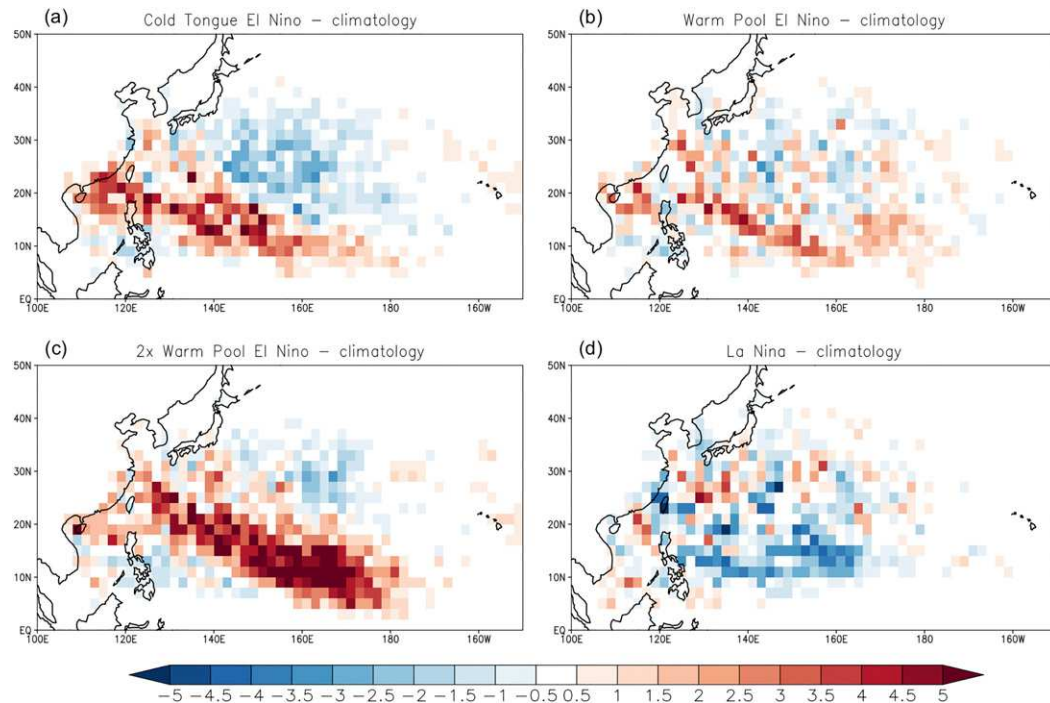 (a) Cold Tongue El Nino – climatology
(b) Warm Pool El Nino – climatology
50N
40N
30N
20N
10N
EQ
100E 120E 140E 160E 180 160W
50N
40N
30N
20N
10N
EQ
100E 120E 140E 160E 180 160W
(c) 2x Warm Pool El Nino – climatology
(d) La Nina – climatology
50N
40N
30N
20N
10N
EQ
100E 120E 140E 160E 180 160W
50N
40N
30N
20N
10N
EQ
100E 120E 140E 160E 180 160W
−5 −4.5 −4 −3.5 −3 −2.5 −2 −1.5 −1 −0.5 0.5 1 1.5 2 2.5 3 3.5 4 4.5 5